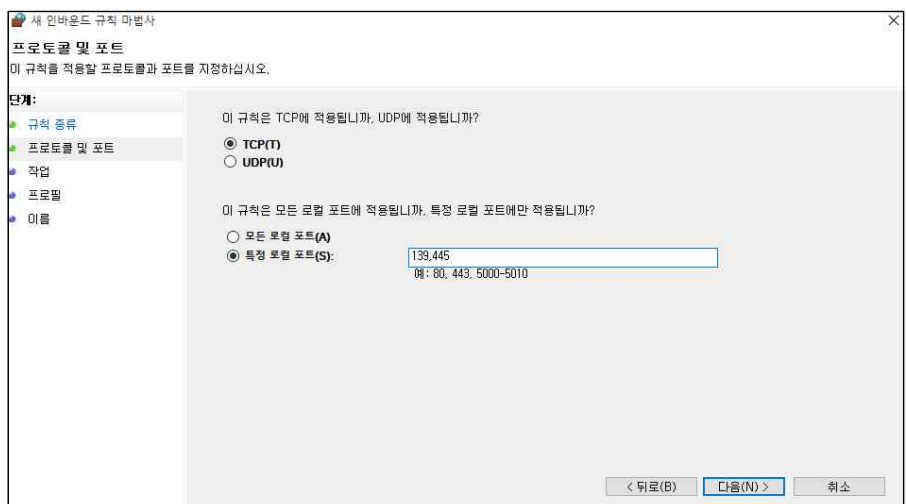 새 인바운드 규칙 마법사
프로토콜 및 포트
이 규칙을 적용할 프로토콜과 포트를 지정하십시오.
단계:
규칙 종류
프로토콜 및 포트
작업
프로필
이름
이 규칙은 TCP에 적용됩니까, UDP에 적용됩니까?
TCP(T)
UDP(U)
이 규칙은 모든 로컬 포트에 적용됩니까, 특정 로컬 포트에만 적용됩니까?
모든 로컬 포트(A)
특정 로컬 포트(S):
139,445
예: 80, 443, 5000-5010
< 뒤로(B)
다음(N) >
취소